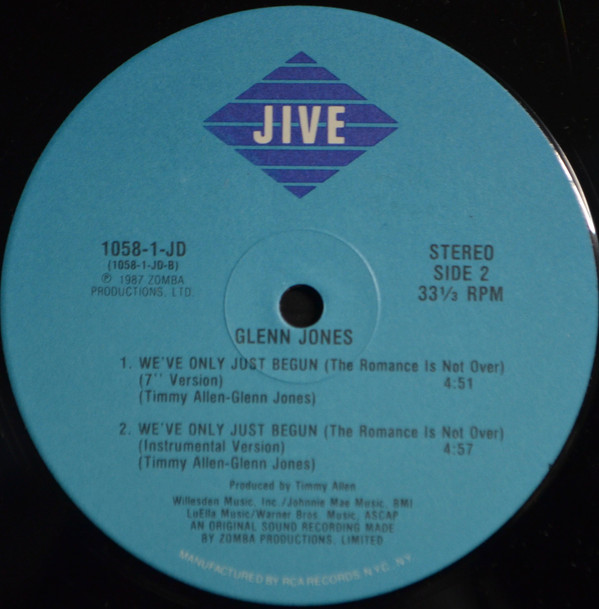 JIVE
1058-1-JD
(1058-1-JD-B)
℗ 1987 ZOMBA
PRODUCTIONS, LTD.
STEREO
SIDE 2
33⅓ RPM
GLENN JONES
1. WE'VE ONLY JUST BEGUN (The Romance Is Not Over)
(7'' Version) 4:51
(Timmy Allen-Glenn Jones)
2. WE'VE ONLY JUST BEGUN (The Romance Is Not Over)
(Instrumental Version) 4:57
(Timmy Allen-Glenn Jones)
Produced by Timmy Allen
Willesden Music, Inc./Johnnie Mae Music, BMI
LuElla Music/Warner Bros. Music, ASCAP
AN ORIGINAL SOUND RECORDING MADE
BY ZOMBA PRODUCTIONS, LIMITED
MANUFACTURED BY RCA RECORDS, N.Y.C., N.Y.